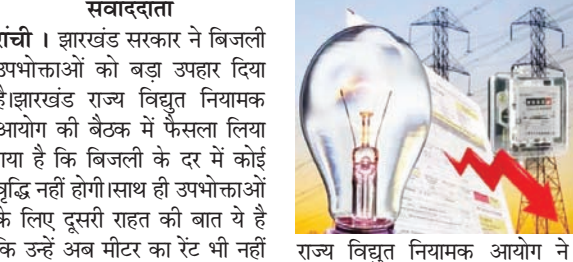 संवाददाता
रांची । झारखंड सरकार ने बिजली
उपभोक्ताओं को बड़ा उपहार दिया
है।झारखंड राज्य विद्युत नियामक
आयोग की बैठक में फैसला लिया
गया है कि बिजली के दर में कोई
वृद्धि नहीं होगी।साथ ही उपभोक्ताओं
के लिए दूसरी राहत की बात ये है
कि उन्हें अब मीटर का रेंट भी नहीं
राज्य विद्युत नियामक आयोग ने